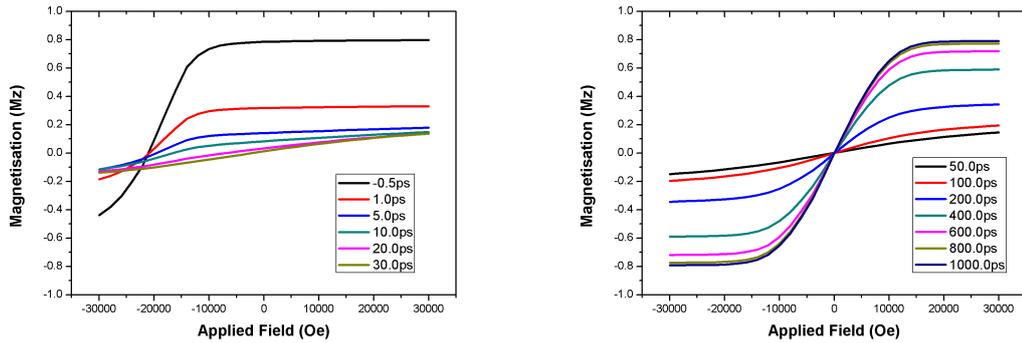 1.0
0.8
0.6
0.4
0.2
0.0
-0.2
-0.4
-0.6
-0.8
-1.0
Magnetisation (Mz)
-30000 -20000 -10000 0 10000 20000 30000
Applied Field (Oe)
-0.5ps
1.0ps
5.0ps
10.0ps
20.0ps
30.0ps
1.0
0.8
0.6
0.4
0.2
0.0
-0.2
-0.4
-0.6
-0.8
-1.0
Magnetisation (Mz)
-30000 -20000 -10000 0 10000 20000 30000
Applied Field (Oe)
50.0ps
100.0ps
200.0ps
400.0ps
600.0ps
800.0ps
1000.0ps